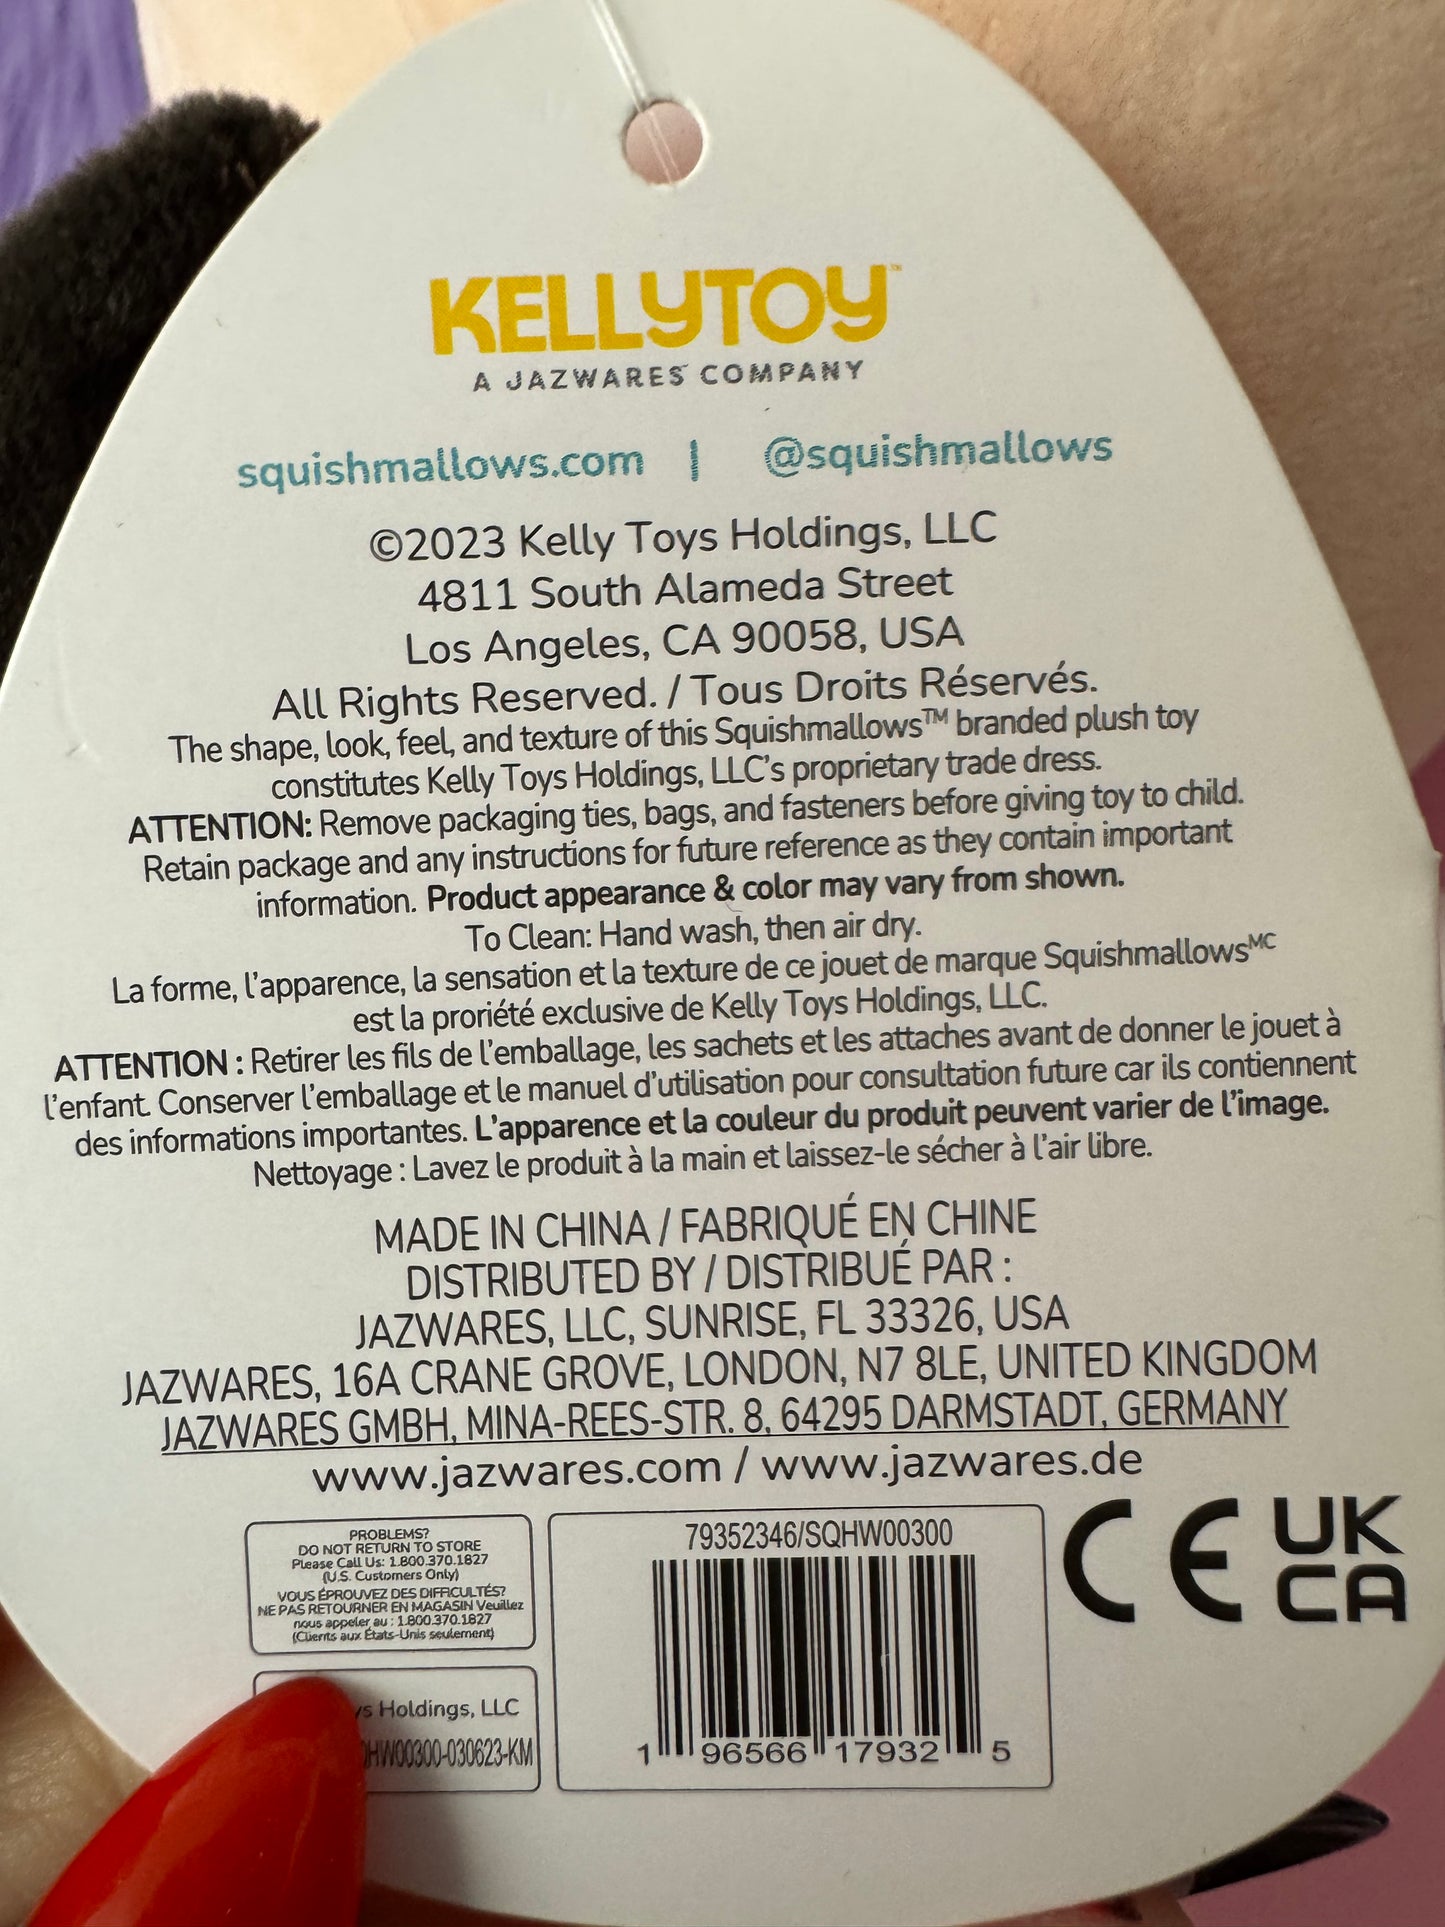 KELLYTOY™
A JAZWARES COMPANY
squishmallows.com | @squishmallows
©2023 Kelly Toys Holdings, LLC
4811 South Alameda Street
Los Angeles, CA 90058, USA
All Rights Reserved. / Tous Droits Réservés.
The shape, look, feel, and texture of this Squishmallows™ branded plush toy
constitutes Kelly Toys Holdings, LLC's proprietary trade dress.
ATTENTION: Remove packaging ties, bags, and fasteners before giving toy to child.
Retain package and any instructions for future reference as they contain important
information. Product appearance & color may vary from shown.
To Clean: Hand wash, then air dry.
La forme, l'apparence, la sensation et la texture de ce jouet de marque Squishmallowsᴹᶜ
est la proriété exclusive de Kelly Toys Holdings, LLC.
ATTENTION : Retirer les fils de l'emballage, les sachets et les attaches avant de donner le jouet à
l'enfant. Conserver l'emballage et le manuel d'utilisation pour consultation future car ils contiennent
des informations importantes. L'apparence et la couleur du produit peuvent varier de l'image.
Nettoyage : Lavez le produit à la main et laissez-le sécher à l'air libre.
MADE IN CHINA / FABRIQUÉ EN CHINE
DISTRIBUTED BY / DISTRIBUÉ PAR :
JAZWARES, LLC, SUNRISE, FL 33326, USA
JAZWARES, 16A CRANE GROVE, LONDON, N7 8LE, UNITED KINGDOM
JAZWARES GMBH, MINA-REES-STR. 8, 64295 DARMSTADT, GERMANY
www.jazwares.com / www.jazwares.de
PROBLEMS?
DO NOT RETURN TO STORE
Please Call Us: 1.800.370.1827
(U.S. Customers Only)
VOUS ÉPROUVEZ DES DIFFICULTÉS?
NE PAS RETOURNER EN MAGASIN Veuillez
nous appeler au : 1.800.370.1827
(Clients aux États-Unis seulement)
Holdings, LLC
HW00300-030623-KM
79352346/SQHW00300
1 96566 17932 5
CE UK
CA